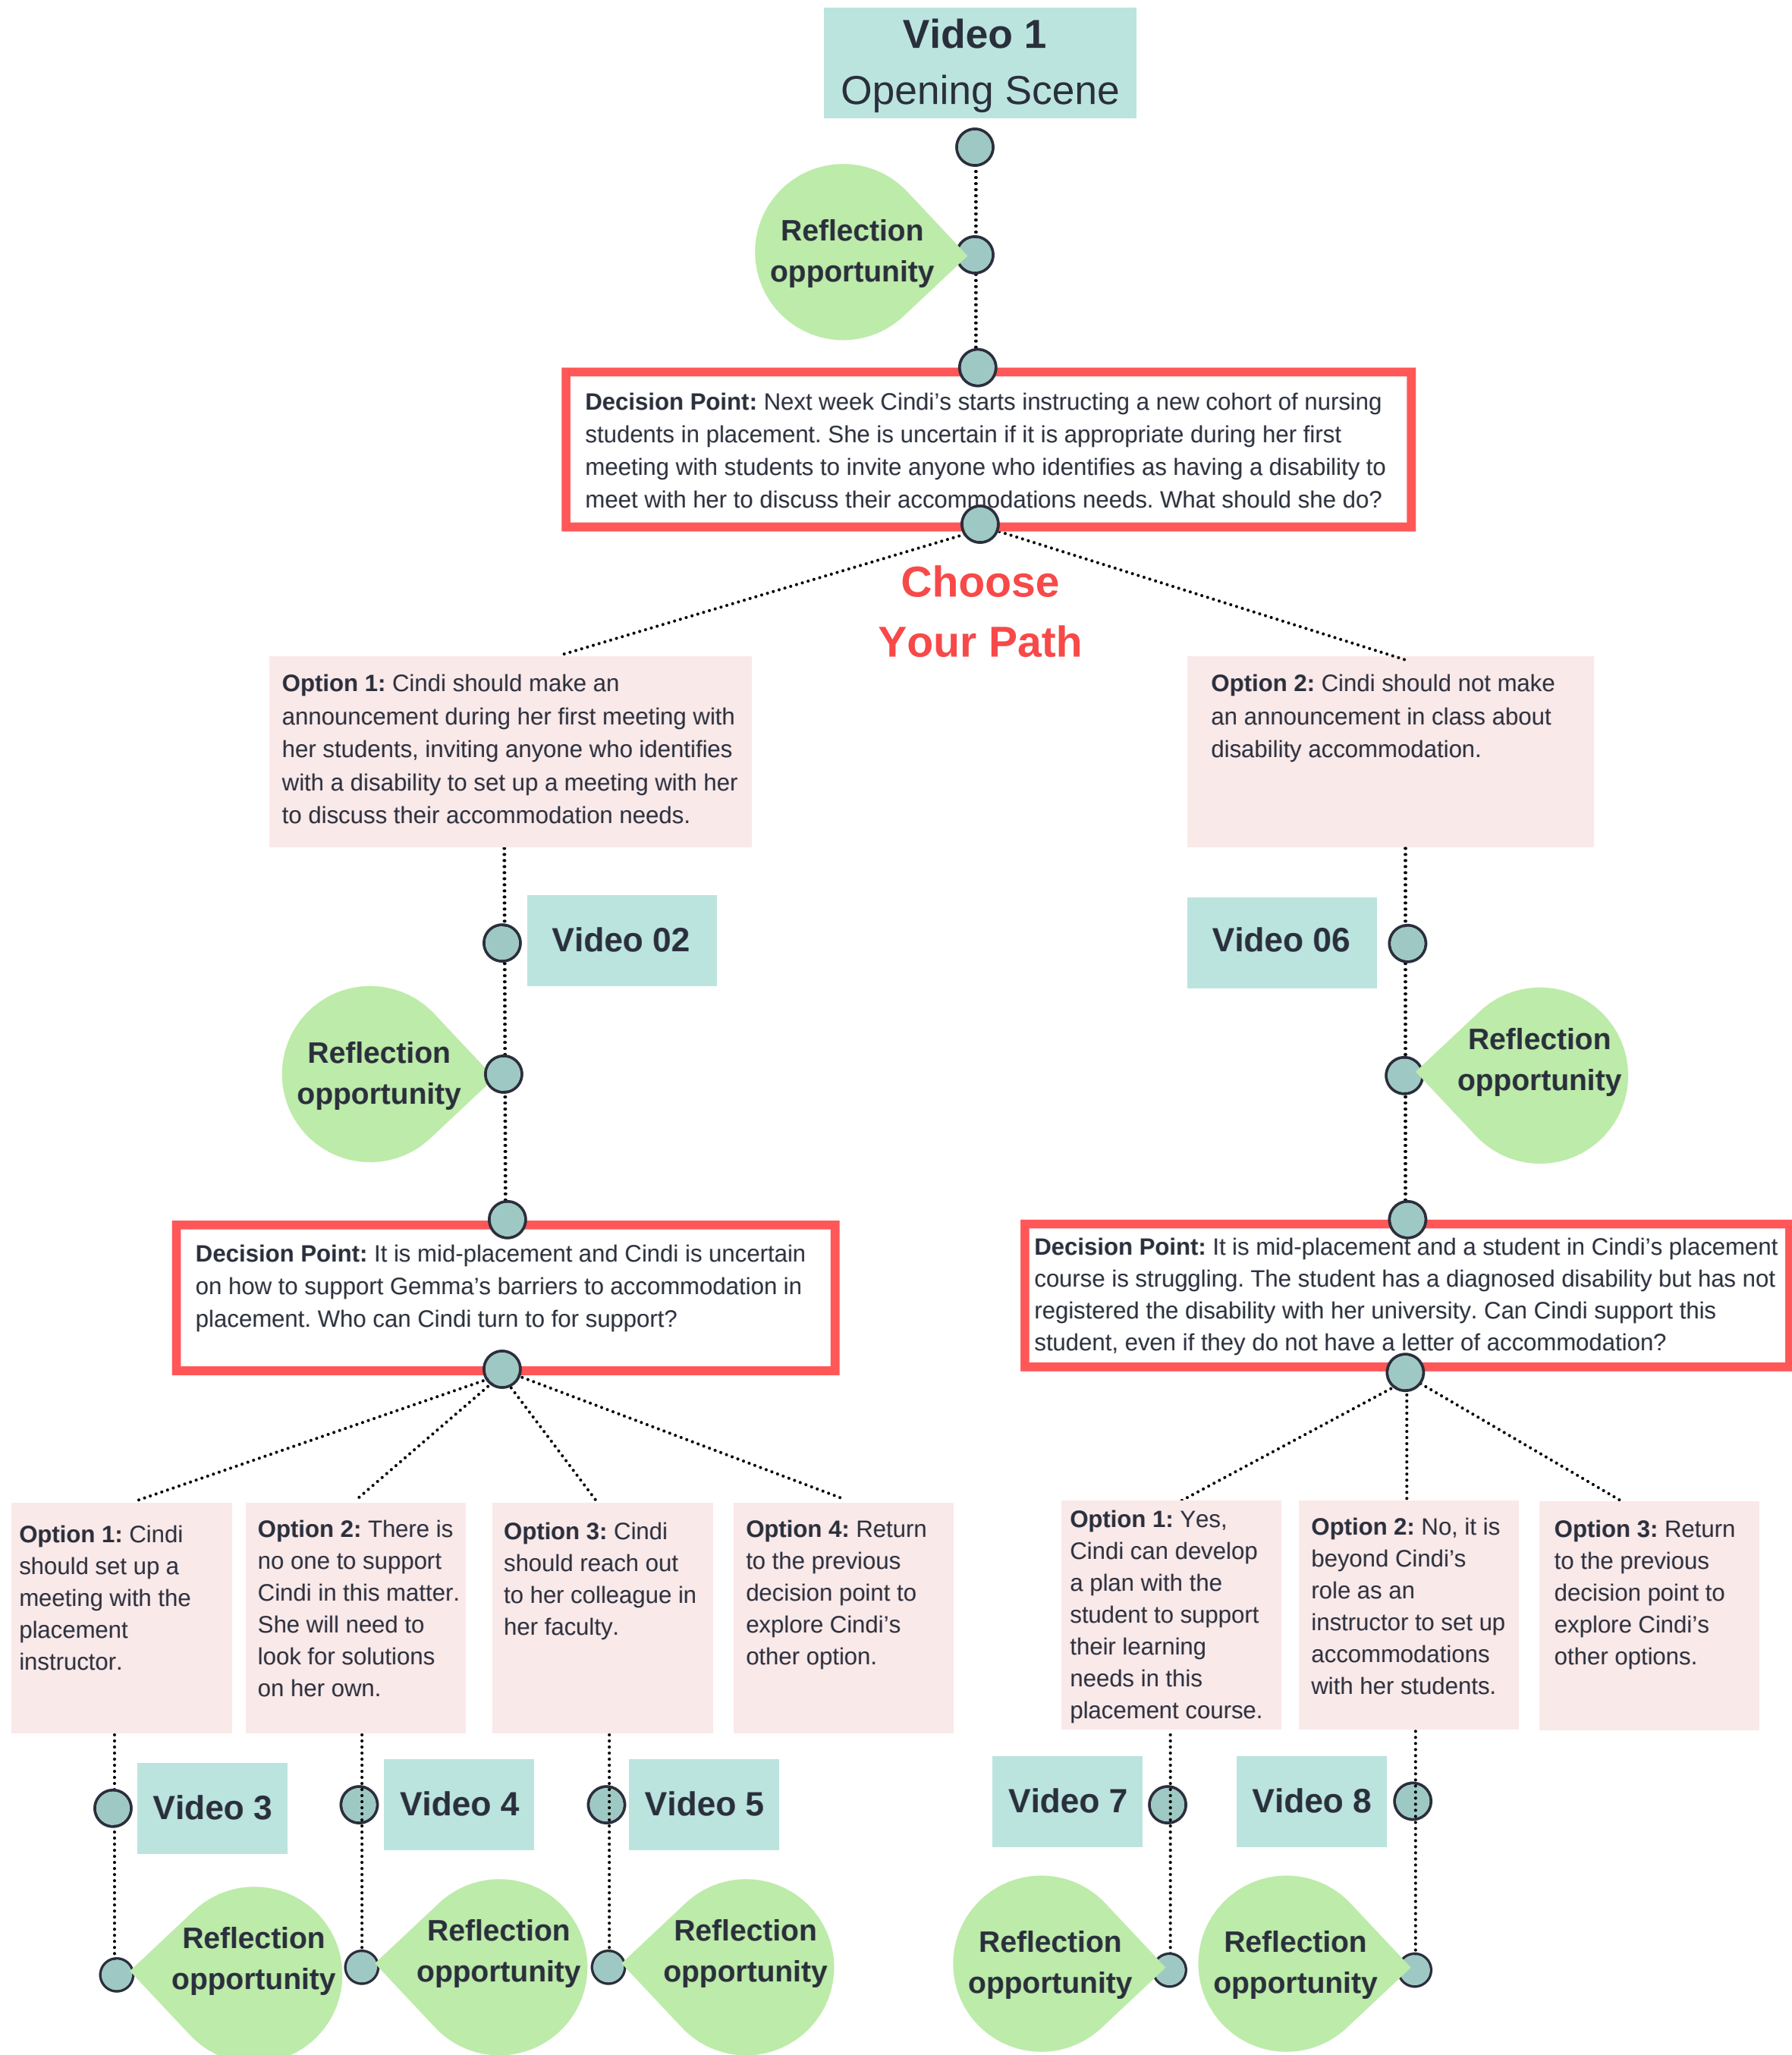 Video 1
Opening Scene
Reflection
opportunity
Decision Point: Next week Cindi’s starts instructing a new cohort of nursing
students in placement. She is uncertain if it is appropriate during her first
meeting with students to invite anyone who identifies as having a disability to
meet with her to discuss their accommodations needs. What should she do?
Choose
Your Path
Option 1: Cindi should make an
announcement during her first meeting with
her students, inviting anyone who identifies
with a disability to set up a meeting with her
to discuss their accommodation needs.
Video 02
Reflection
opportunity
Decision Point: It is mid-placement and Cindi is uncertain
on how to support Gemma’s barriers to accommodation in
placement. Who can Cindi turn to for support?
Option 1: Cindi
should set up a
meeting with the
placement
instructor.
Option 2: There is
no one to support
Cindi in this matter.
She will need to
look for solutions
on her own.
Option 3: Cindi
should reach out
to her colleague in
her faculty.
Option 4: Return
to the previous
decision point to
explore Cindi’s
other option.
Video 3
Video 4
Video 5
Reflection
opportunity
Reflection
opportunity
Reflection
opportunity
Option 2: Cindi should not make
an announcement in class about
disability accommodation.
Video 06
Reflection
opportunity
Decision Point: It is mid-placement and a student in Cindi’s placement
course is struggling. The student has a diagnosed disability but has not
registered the disability with her university. Can Cindi support this
student, even if they do not have a letter of accommodation?
Option 1: Yes,
Cindi can develop
a plan with the
student to support
their learning
needs in this
placement course.
Option 2: No, it is
beyond Cindi’s
role as an
instructor to set up
accommodations
with her students.
Option 3: Return
to the previous
decision point to
explore Cindi’s
other options.
Video 7
Video 8
Reflection
opportunity
Reflection
opportunity